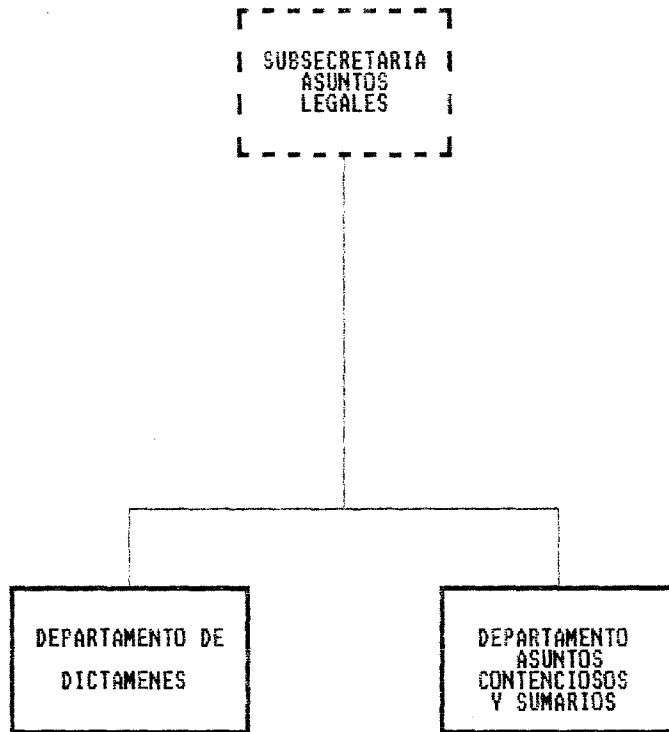 SUBSECRETARIA
ASUNTOS
LEGALES
DEPARTAMENTO DE
DICTAMENES
DEPARTAMENTO
ASUNTOS
CONTENCIOSOS
Y SUMARIOS